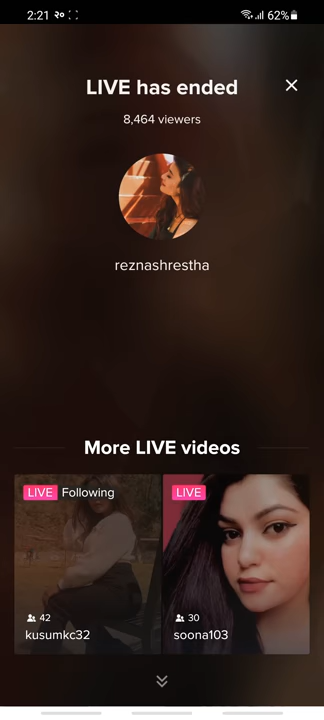 2:21 २० 62%
LIVE has ended
8,464 viewers
reznashrestha
More LIVE videos
LIVE Following
LIVE
42
30
kusumkc32
soona103